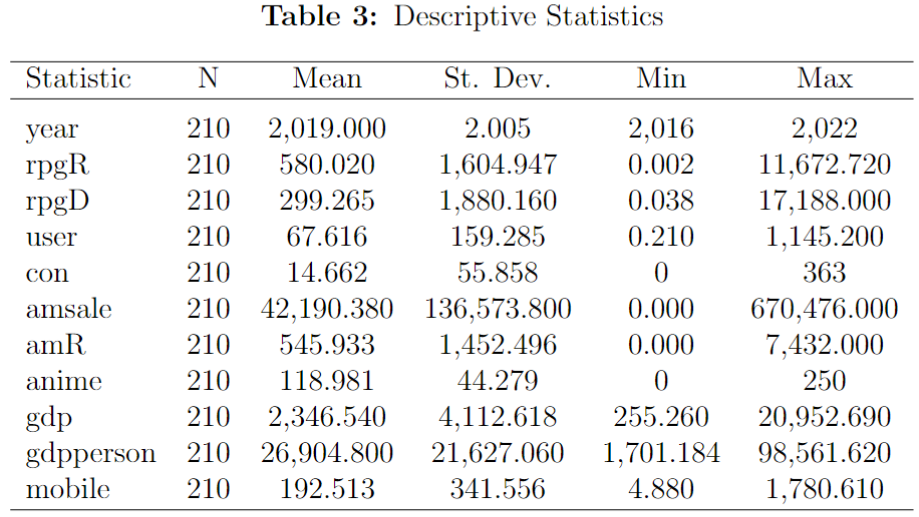 Table 3: Descriptive Statistics
Statistic N Mean St. Dev. Min Max
year 210 2,019.000 2.005 2,016 2,022
rpgR 210 580.020 1,604.947 0.002 11,672.720
rpgD 210 299.265 1,880.160 0.038 17,188.000
user 210 67.616 159.285 0.210 1,145.200
con 210 14.662 55.858 0 363
amsale 210 42,190.380 136,573.800 0.000 670,476.000
amR 210 545.933 1,452.496 0.000 7,432.000
anime 210 118.981 44.279 0 250
gdp 210 2,346.540 4,112.618 255.260 20,952.690
gdpperson 210 26,904.800 21,627.060 1,701.184 98,561.620
mobile 210 192.513 341.556 4.880 1,780.610